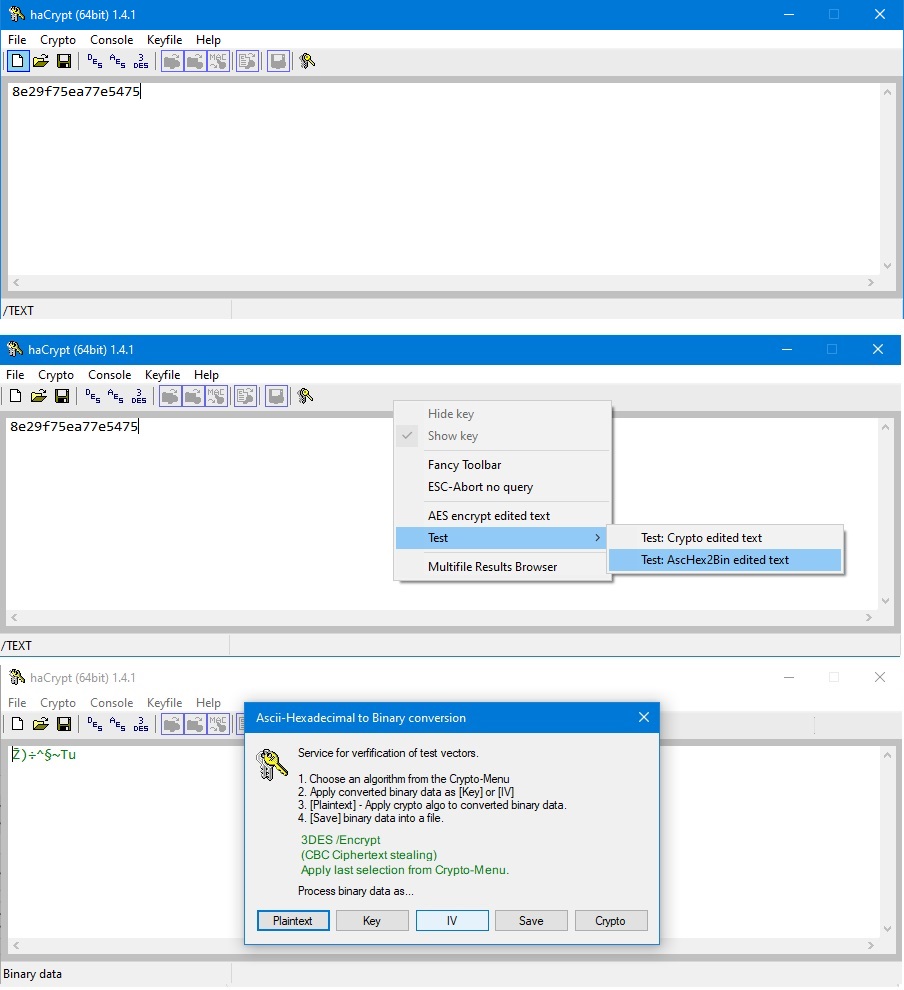 haCrypt (64bit) 1.4.1
File Crypto Console Keyfile Help
DES AES 3DES MAC
8e29f75ea77e5475
/TEXT
haCrypt (64bit) 1.4.1
File Crypto Console Keyfile Help
DES AES 3DES MAC
8e29f75ea77e5475
Hide key
Show key
Fancy Toolbar
ESC-Abort no query
AES encrypt edited text
Test
Test: Crypto edited text
Test: AscHex2Bin edited text
Multifile Results Browser
/TEXT
haCrypt (64bit) 1.4.1
File Crypto Console Keyfile Help
DES AES 3DES MAC
Ž)÷^§~Tu
Ascii-Hexadecimal to Binary conversion
Service for verfification of test vectors.
1. Choose an algorithm from the Crypto-Menu
2. Apply converted binary data as [Key] or [IV]
3. [Plaintext] - Apply crypto algo to converted binary data.
4. [Save] binary data into a file.
3DES /Encrypt
(CBC Ciphertext stealing)
Apply last selection from Crypto-Menu.
Process binary data as...
Plaintext Key IV Save Crypto
Binary data